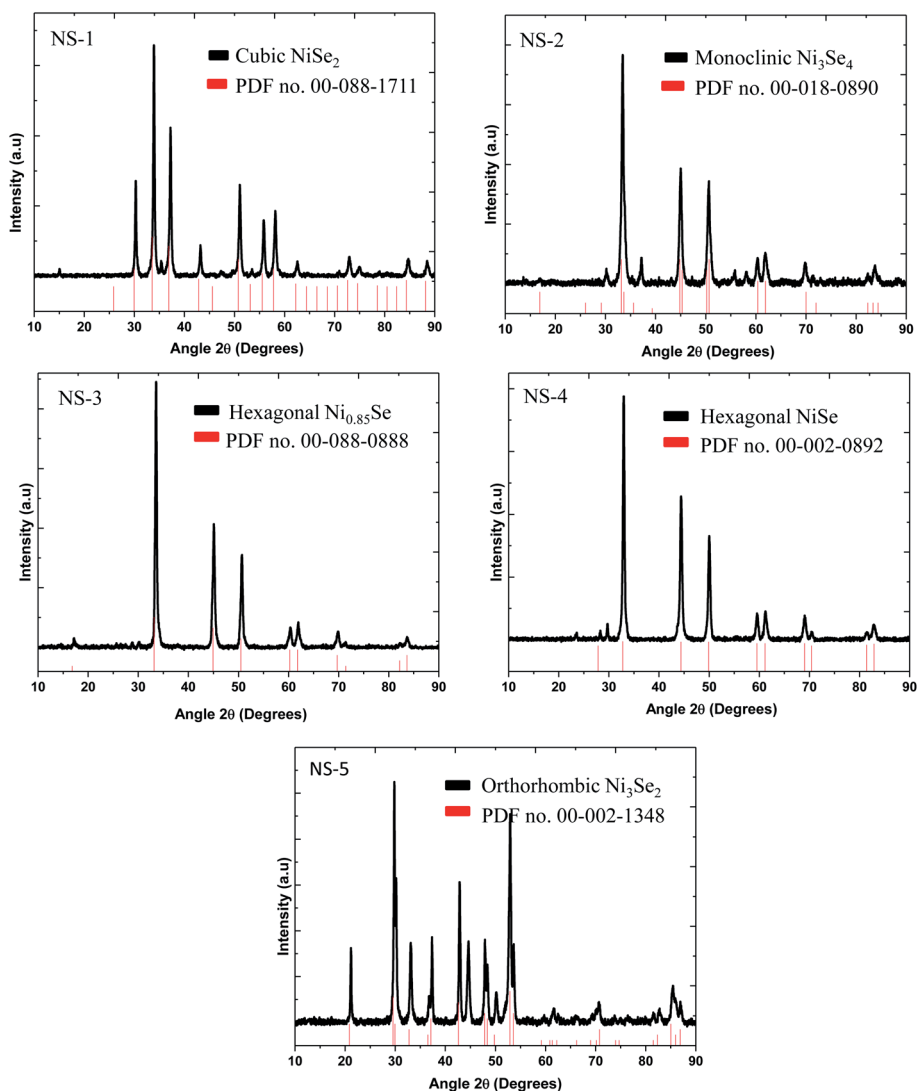 NS-1
Cubic NiSe₂
PDF no. 00-088-1711
Intensity (a.u)
10 20 30 40 50 60 70 80 90
Angle 2θ (Degrees)
NS-2
Monoclinic Ni₃Se₄
PDF no. 00-018-0890
Intensity (a.u)
10 20 30 40 50 60 70 80 90
Angle 2θ (Degrees)
NS-3
Hexagonal Ni₀.₈₅Se
PDF no. 00-088-0888
Intensity (a.u)
10 20 30 40 50 60 70 80 90
Angle 2θ (Degrees)
NS-4
Hexagonal NiSe
PDF no. 00-002-0892
Intensity (a.u)
10 20 30 40 50 60 70 80 90
Angle 2θ (Degrees)
NS-5
Orthorhombic Ni₃Se₂
PDF no. 00-002-1348
Intensity (a.u)
10 20 30 40 50 60 70 80 90
Angle 2θ (Degrees)